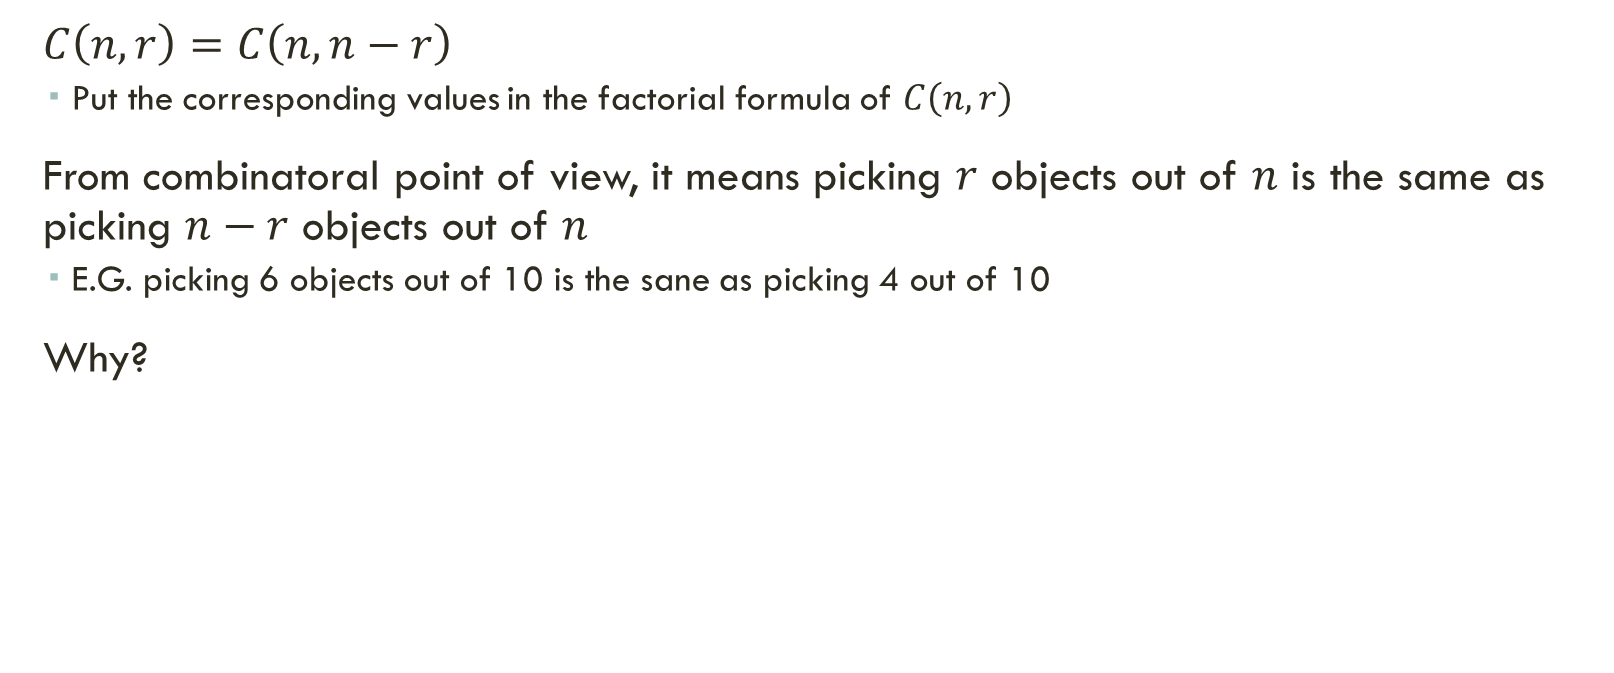 C(n, r) = C(n, n − r)
▪ Put the corresponding values in the factorial formula of C(n, r)
From combinatoral point of view, it means picking r objects out of n is the same as
picking n − r objects out of n
▪ E.G. picking 6 objects out of 10 is the sane as picking 4 out of 10
Why?